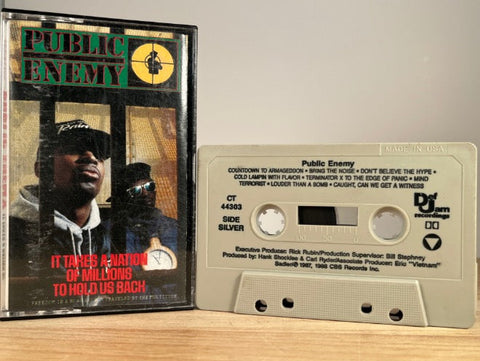 PUBLIC
ENEMY
IT TAKES A NATION
OF MILLIONS
TO HOLD US BACK
MADE IN USA
Public Enemy
COUNTDOWN TO ARMAGEDDON • BRING THE NOISE • DON'T BELIEVE THE HYPE •
COLD LAMPIN WITH FLAVOR • TERMINATOR X TO THE EDGE OF PANIC • MIND
TERRORIST • LOUDER THAN A BOMB • CAUGHT, CAN WE GET A WITNESS
CT
44303
SIDE
SILVER
Def
Jam
recordings
Executive Producer: Rick Rubin/Production Supervisor: Bill Stephney
Produced by: Hank Shocklee & Carl Ryder/Associate Producer: Eric "Vietnam"
Sadler/℗ 1987, 1988 CBS Records Inc.